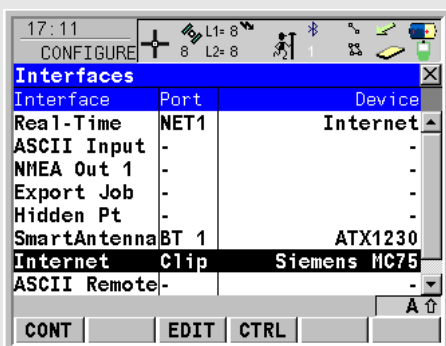 17:11
L1= 8
CONFIGURE
8 L2= 8
1
Interfaces
Interface Port Device
Real-Time NET1 Internet
ASCII Input - -
NMEA Out 1 - -
Export Job - -
Hidden Pt - -
SmartAntenna BT 1 ATX1230
Internet Clip Siemens MC75
ASCII Remote - -
A
CONT EDIT CTRL